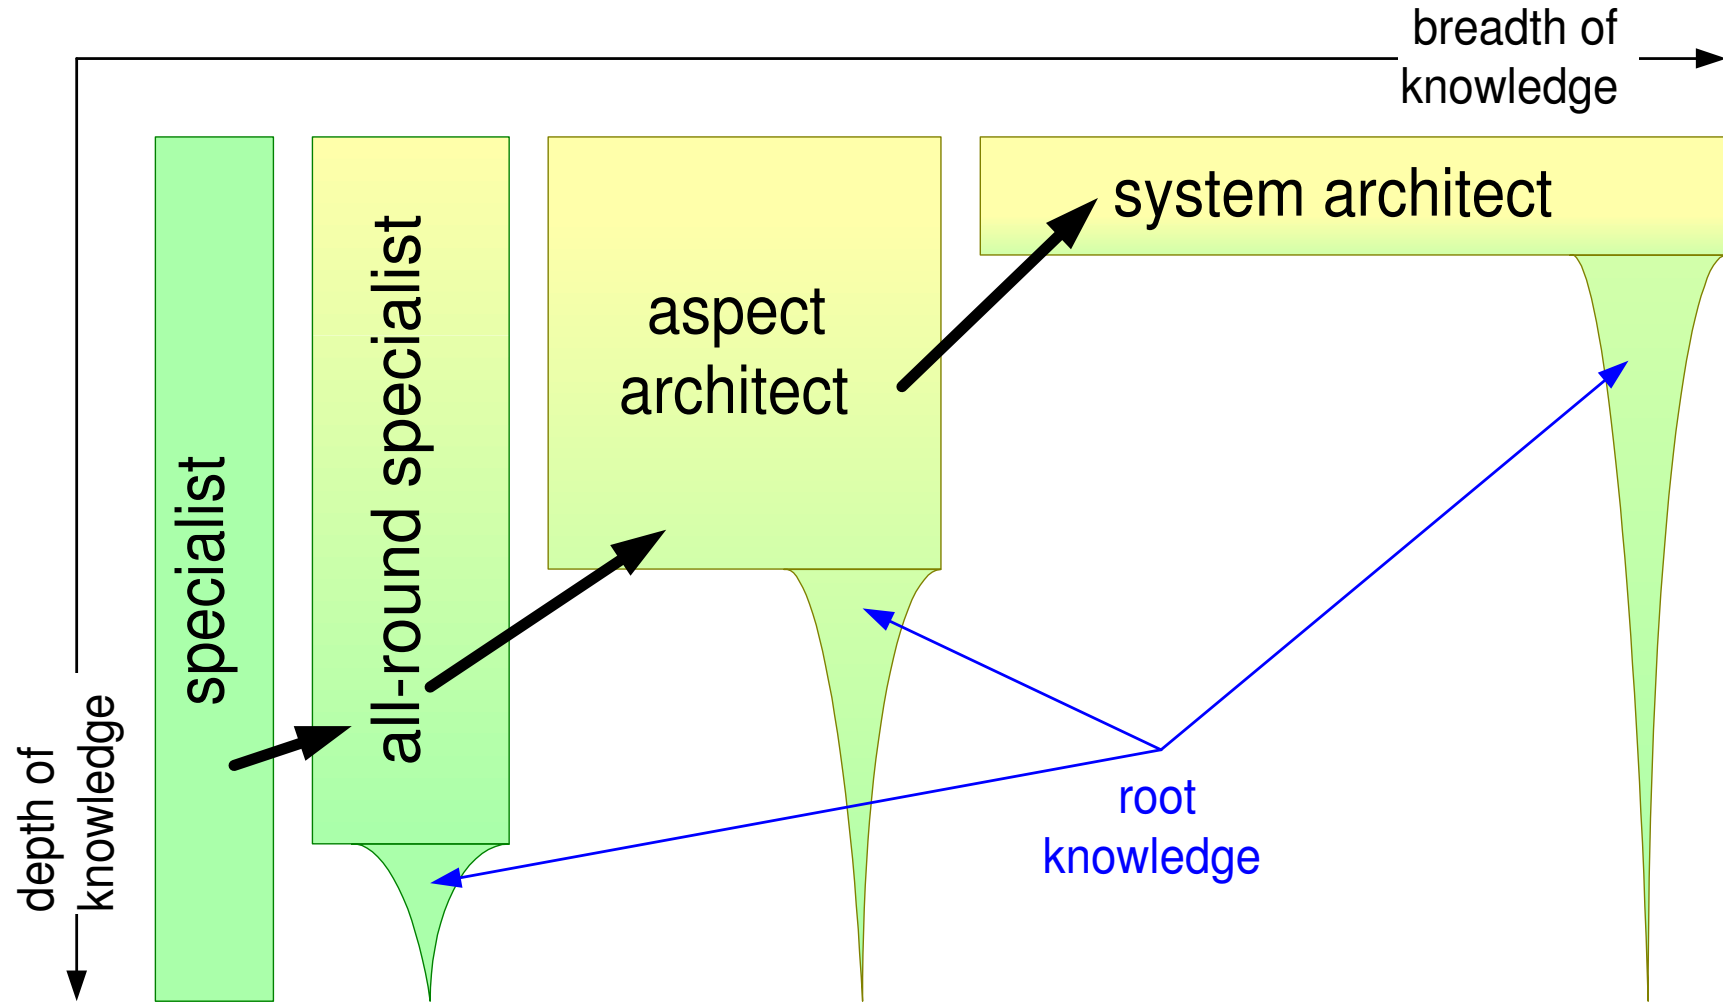 breadth of
knowledge
system architect
aspect
architect
all-round specialist
specialist
depth of
knowledge
root
knowledge